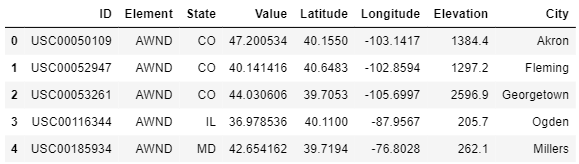 ID Element State Value Latitude Longitude Elevation City
0 USC00050109 AWND CO 47.200534 40.1550 -103.1417 1384.4 Akron
1 USC00052947 AWND CO 40.141416 40.6483 -102.8594 1297.2 Fleming
2 USC00053261 AWND CO 44.030606 39.7053 -105.6997 2596.9 Georgetown
3 USC00116344 AWND IL 36.978536 40.1100 -87.9567 205.7 Ogden
4 USC00185934 AWND MD 42.654162 39.7194 -76.8028 262.1 Millers